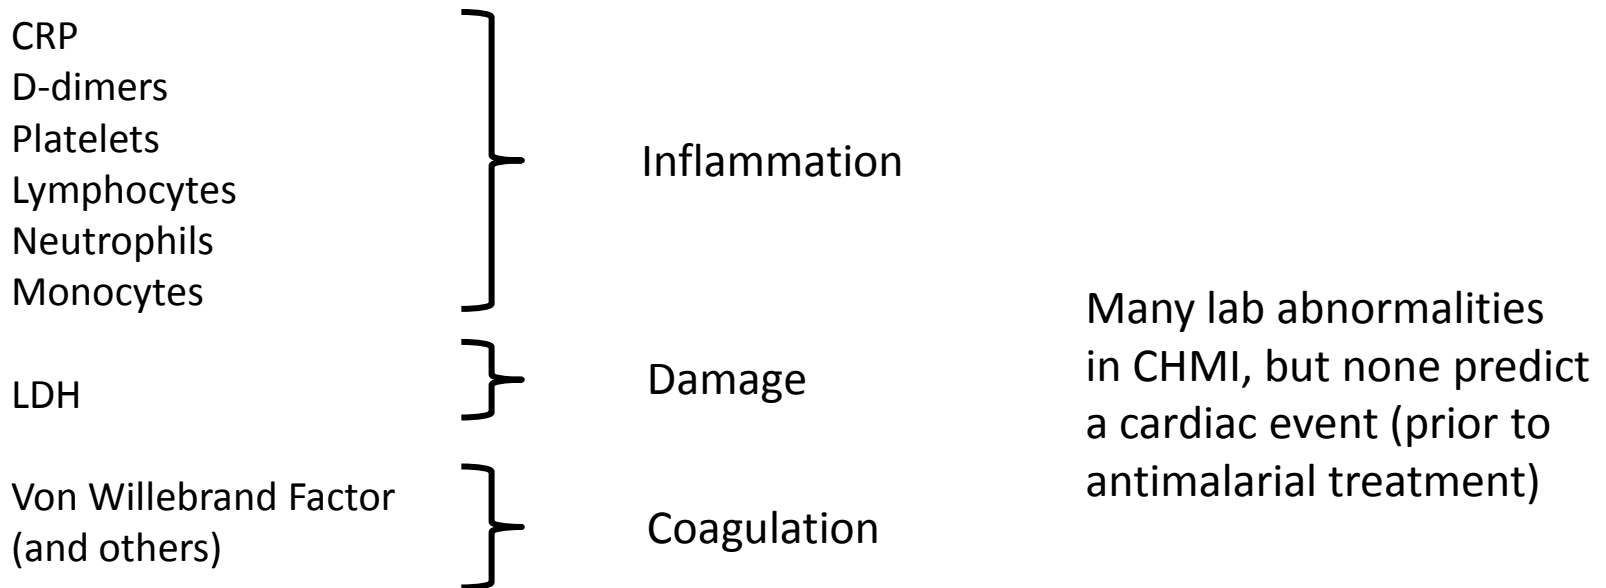 CRP
D-dimers
Platelets
Lymphocytes
Neutrophils
Monocytes
Inflammation
LDH
Damage
Von Willebrand Factor
(and others)
Coagulation
Many lab abnormalities
in CHMI, but none predict
a cardiac event (prior to
antimalarial treatment)